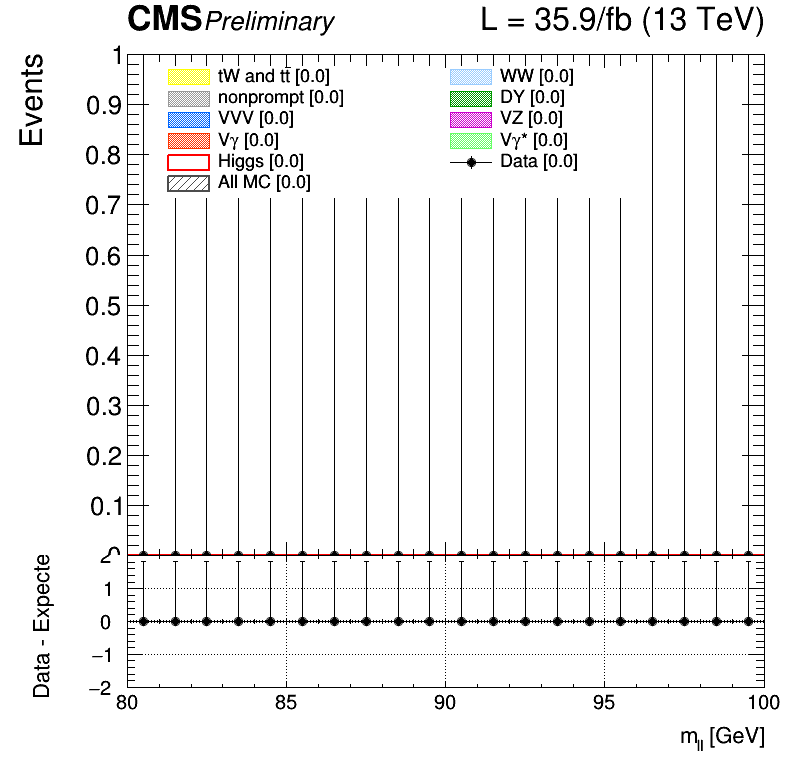 CMS Preliminary L = 35.9/fb (13 TeV)
Events
1
0.9
0.8
0.7
0.6
0.5
0.4
0.3
0.2
0.1
tW and tt̄ [0.0] WW [0.0]
nonprompt [0.0] DY [0.0]
VVV [0.0] VZ [0.0]
Vγ [0.0] Vγ* [0.0]
Higgs [0.0] Data [0.0]
All MC [0.0]
Data - Expecte
2
1
0
−1
−2
80 85 90 95 100
m_ll [GeV]